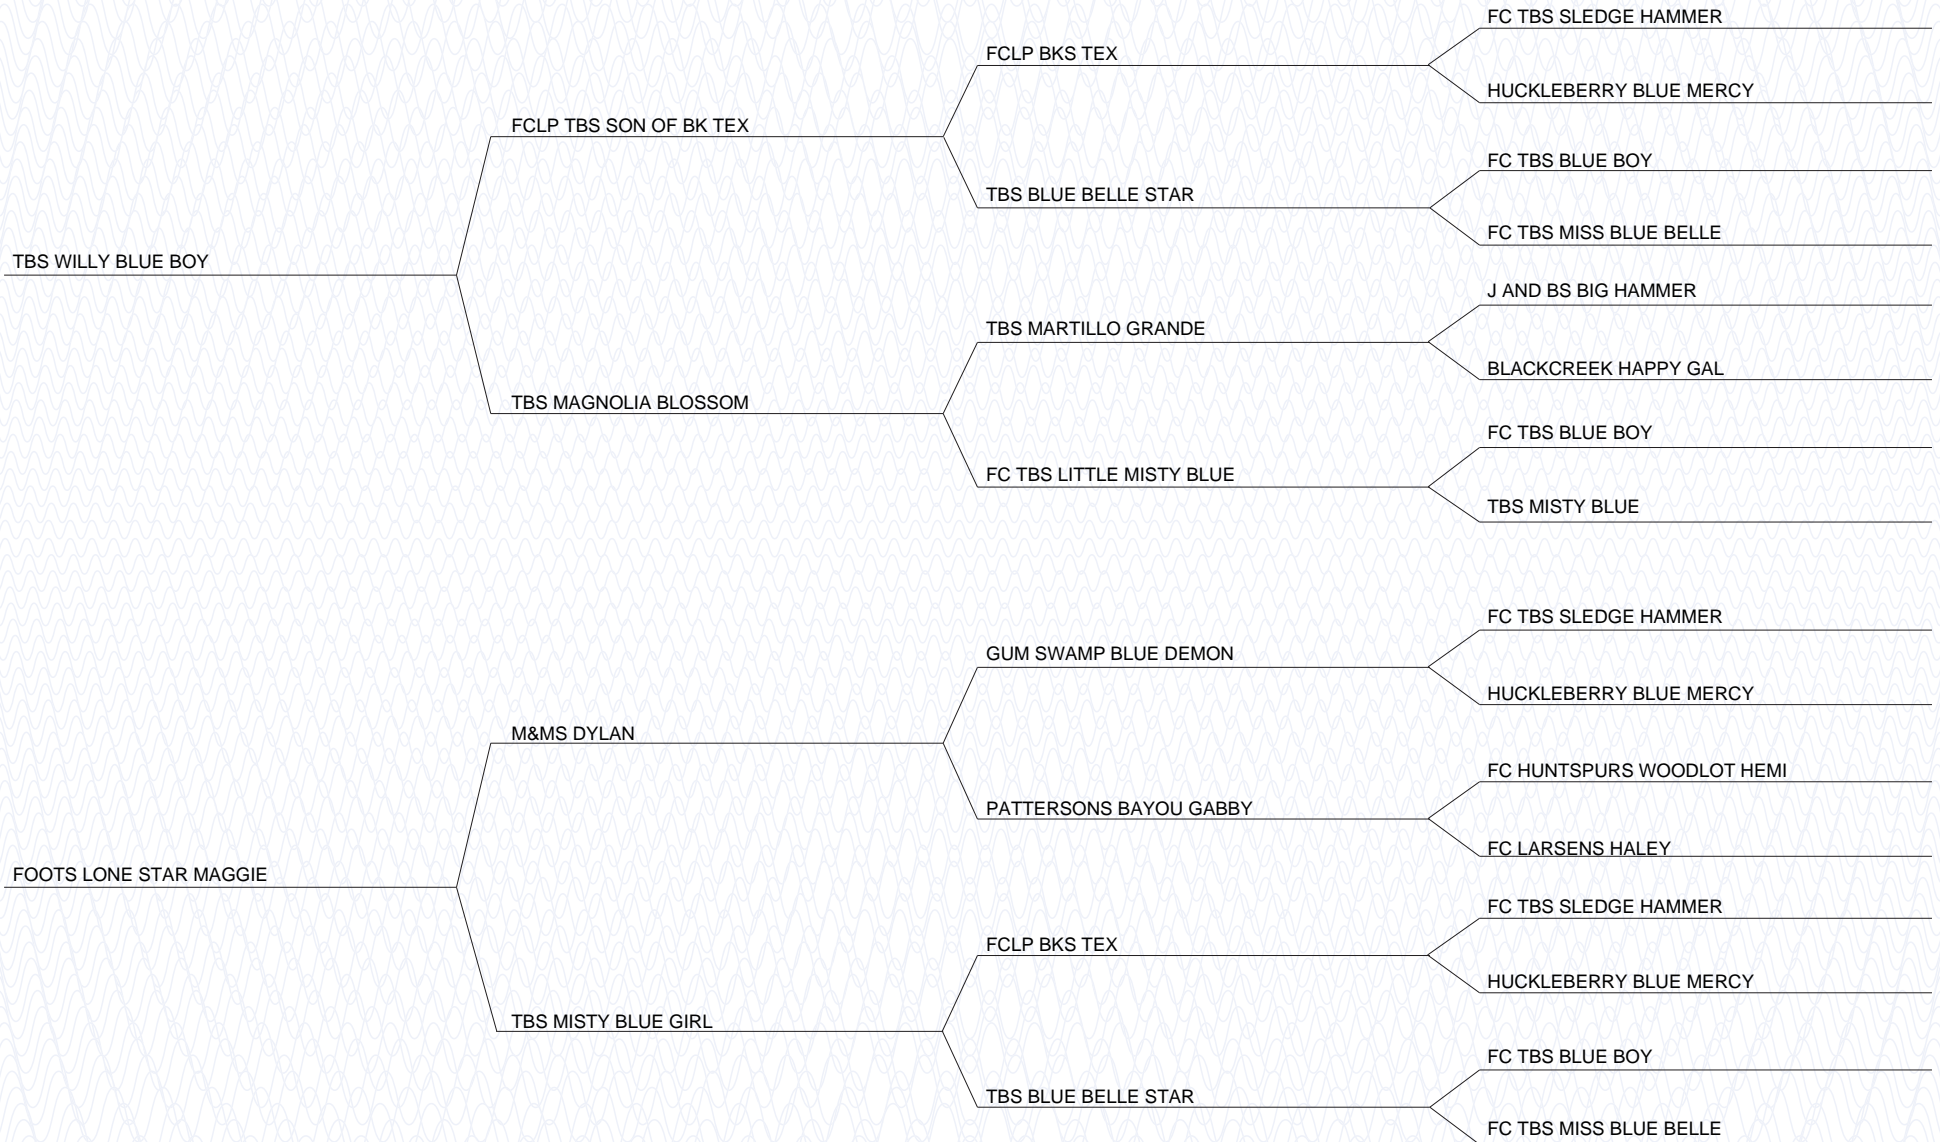 FC TBS SLEDGE HAMMER
FCLP BKS TEX
HUCKLEBERRY BLUE MERCY
FCLP TBS SON OF BK TEX
FC TBS BLUE BOY
TBS BLUE BELLE STAR
FC TBS MISS BLUE BELLE
TBS WILLY BLUE BOY
J AND BS BIG HAMMER
TBS MARTILLO GRANDE
BLACKCREEK HAPPY GAL
TBS MAGNOLIA BLOSSOM
FC TBS BLUE BOY
FC TBS LITTLE MISTY BLUE
TBS MISTY BLUE
FC TBS SLEDGE HAMMER
GUM SWAMP BLUE DEMON
HUCKLEBERRY BLUE MERCY
M&MS DYLAN
FC HUNTSPURS WOODLOT HEMI
PATTERSONS BAYOU GABBY
FC LARSENS HALEY
FOOTS LONE STAR MAGGIE
FC TBS SLEDGE HAMMER
FCLP BKS TEX
HUCKLEBERRY BLUE MERCY
TBS MISTY BLUE GIRL
FC TBS BLUE BOY
TBS BLUE BELLE STAR
FC TBS MISS BLUE BELLE